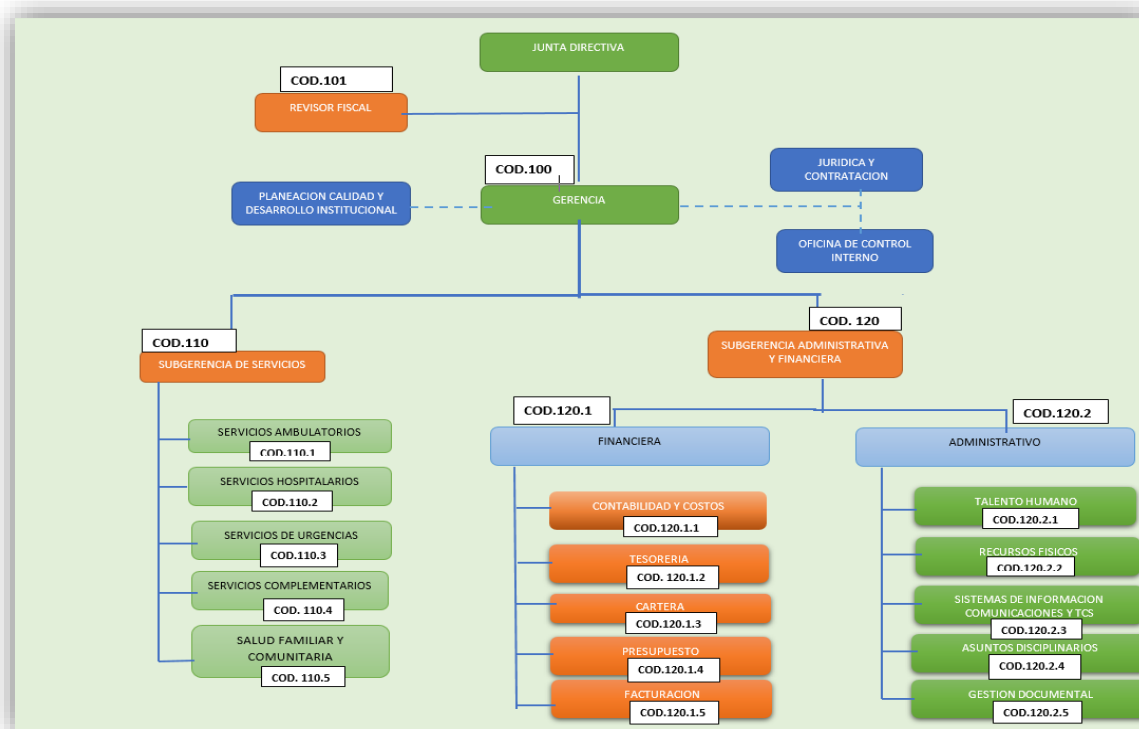 JUNTA DIRECTIVA
COD.101
REVISOR FISCAL
COD.100
GERENCIA
PLANEACION CALIDAD Y
DESARROLLO INSTITUCIONAL
JURIDICA Y
CONTRATACION
OFICINA DE CONTROL
INTERNO
COD.110
SUBGERENCIA DE SERVICIOS
COD. 120
SUBGERENCIA ADMINISTRATIVA
Y FINANCIERA
SERVICIOS AMBULATORIOS
COD.110.1
SERVICIOS HOSPITALARIOS
COD.110.2
SERVICIOS DE URGENCIAS
COD.110.3
SERVICIOS COMPLEMENTARIOS
COD. 110.4
SALUD FAMILIAR Y
COMUNITARIA
COD. 110.5
COD.120.1
FINANCIERA
CONTABILIDAD Y COSTOS
COD.120.1.1
TESORERIA
COD. 120.1.2
CARTERA
COD.120.1.3
PRESUPUESTO
COD.120.1.4
FACTURACION
COD.120.1.5
COD.120.2
ADMINISTRATIVO
TALENTO HUMANO
COD.120.2.1
RECURSOS FISICOS
COD.120.2.2
SISTEMAS DE INFORMACION
COMUNICACIONES Y TCS
COD.120.2.3
ASUNTOS DISCIPLINARIOS
COD.120.2.4
GESTION DOCUMENTAL
COD.120.2.5